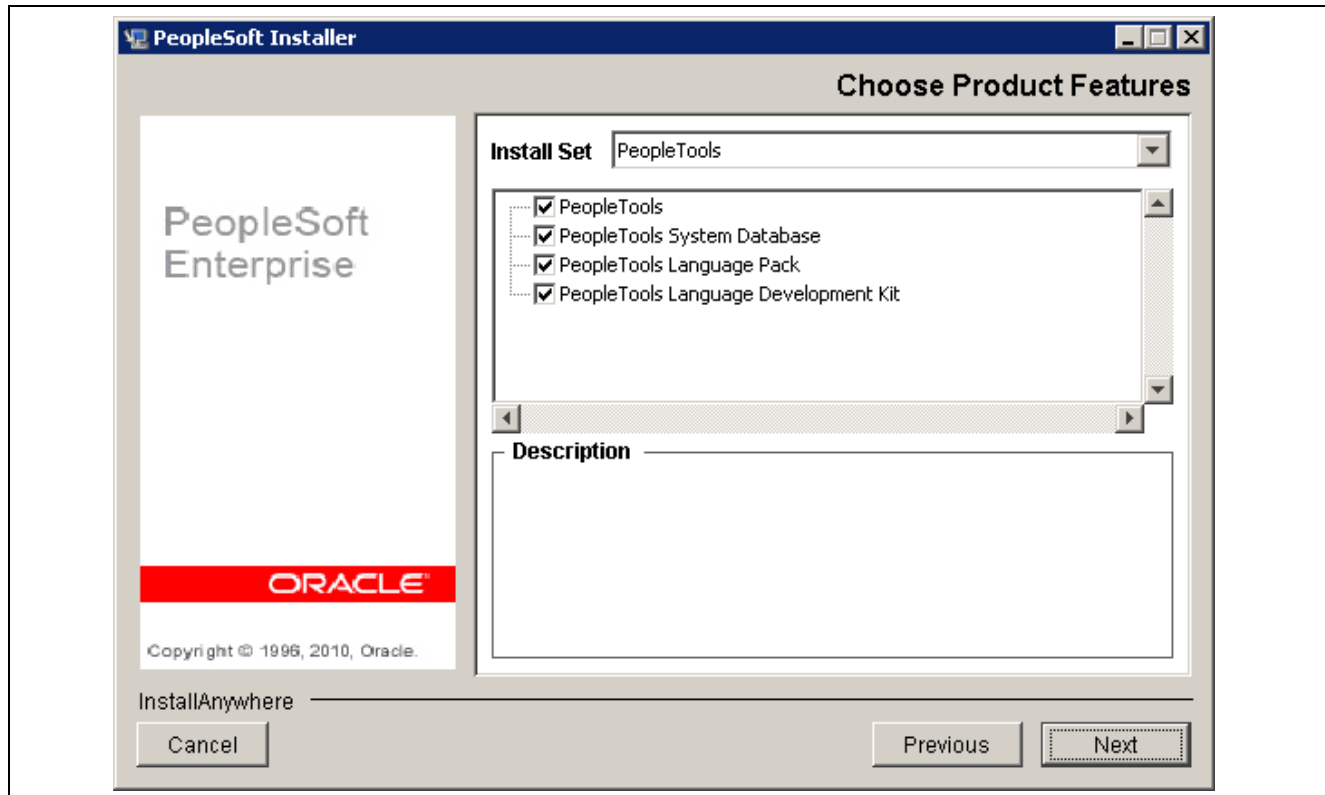 PeopleSoft Installer
Choose Product Features
PeopleSoft
Enterprise
ORACLE
Copyright © 1996, 2010, Oracle.
Install Set PeopleTools
PeopleTools
PeopleTools System Database
PeopleTools Language Pack
PeopleTools Language Development Kit
Description
InstallAnywhere
Cancel Previous Next